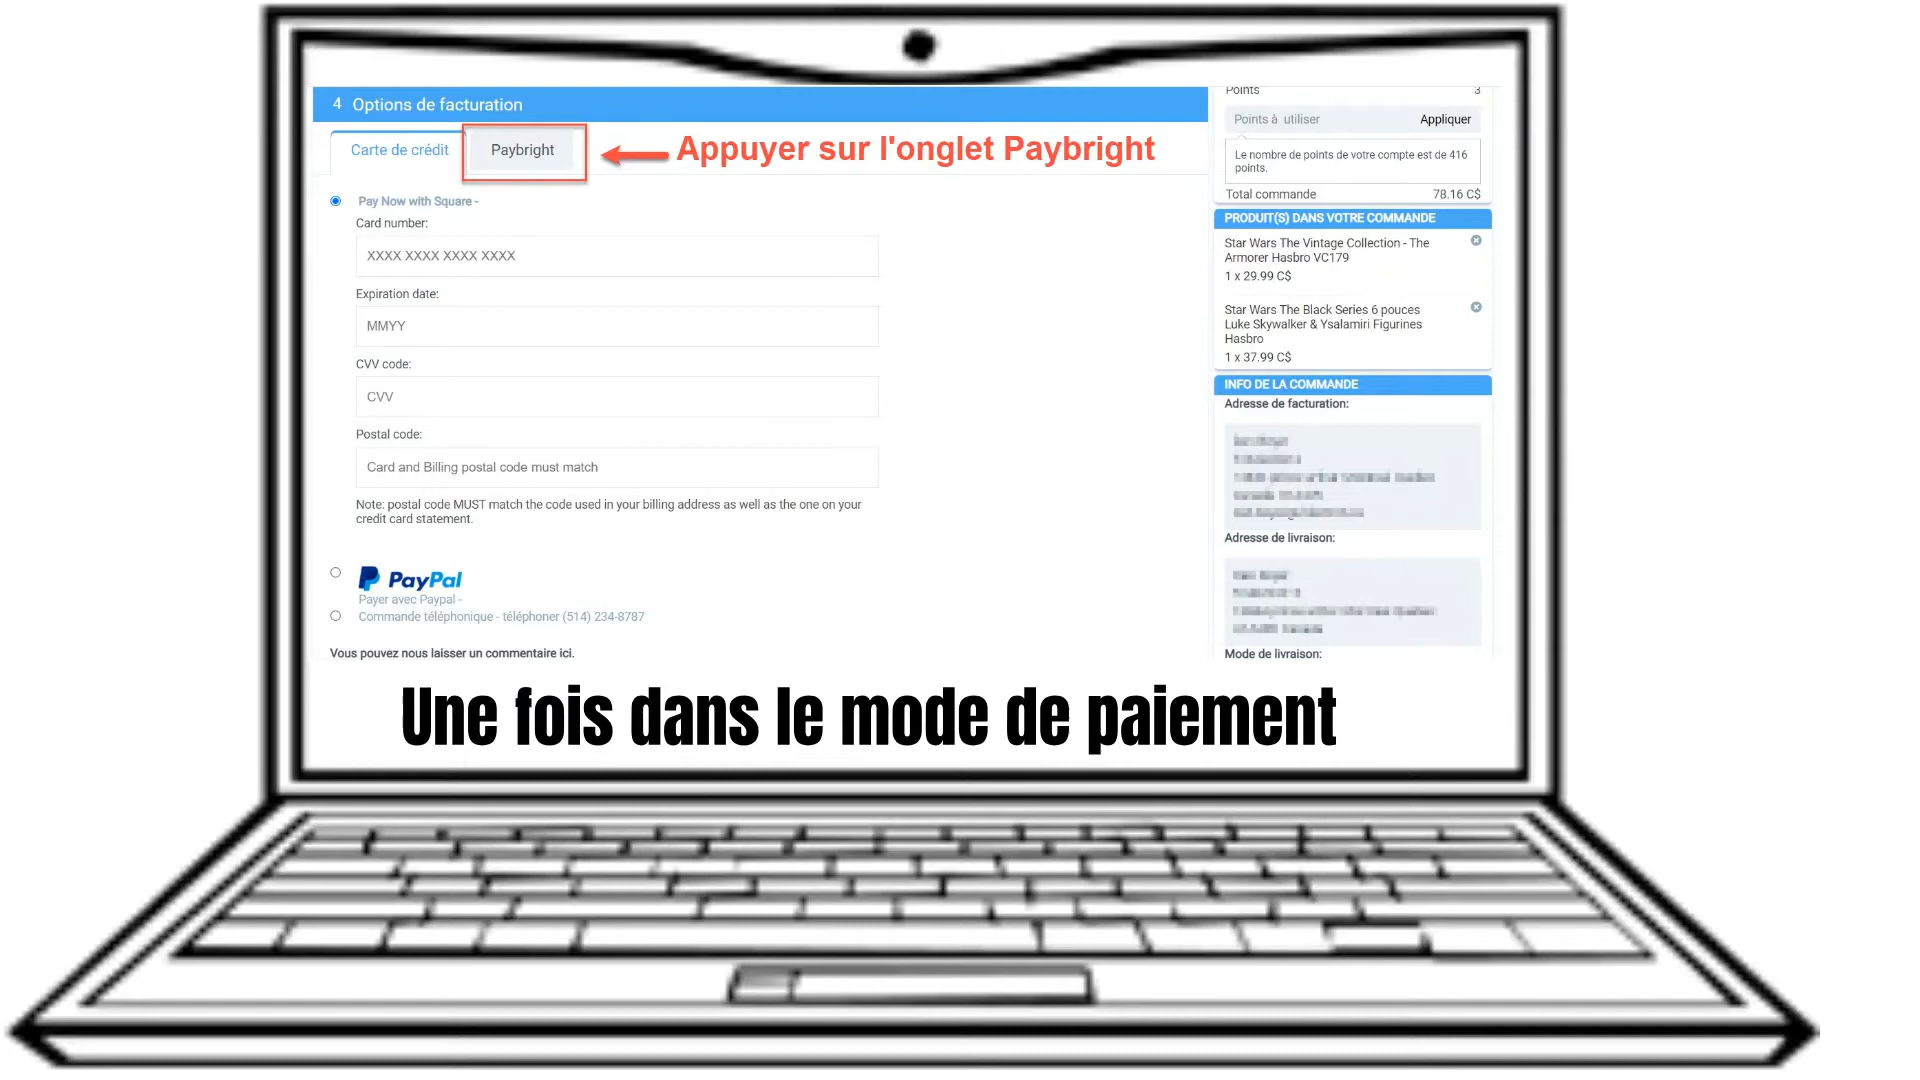 4 Options de facturation
Carte de crédit
Paybright
Appuyer sur l'onglet Paybright
Pay Now with Square -
Card number:
XXXX XXXX XXXX XXXX
Expiration date:
MMYY
CVV code:
CVV
Postal code:
Card and Billing postal code must match
Note: postal code MUST match the code used in your billing address as well as the one on your
credit card statement.
PayPal
Payer avec Paypal -
Commande téléphonique - téléphoner (514) 234-8787
Vous pouvez nous laisser un commentaire ici.
Points 3
Points à utiliser Appliquer
Le nombre de points de votre compte est de 416
points.
Total commande 78.16 C$
PRODUIT(S) DANS VOTRE COMMANDE
Star Wars The Vintage Collection - The
Armorer Hasbro VC179
1 x 29.99 C$
Star Wars The Black Series 6 pouces
Luke Skywalker & Ysalamiri Figurines
Hasbro
1 x 37.99 C$
INFO DE LA COMMANDE
Adresse de facturation:
Adresse de livraison:
Mode de livraison:
Une fois dans le mode de paiement